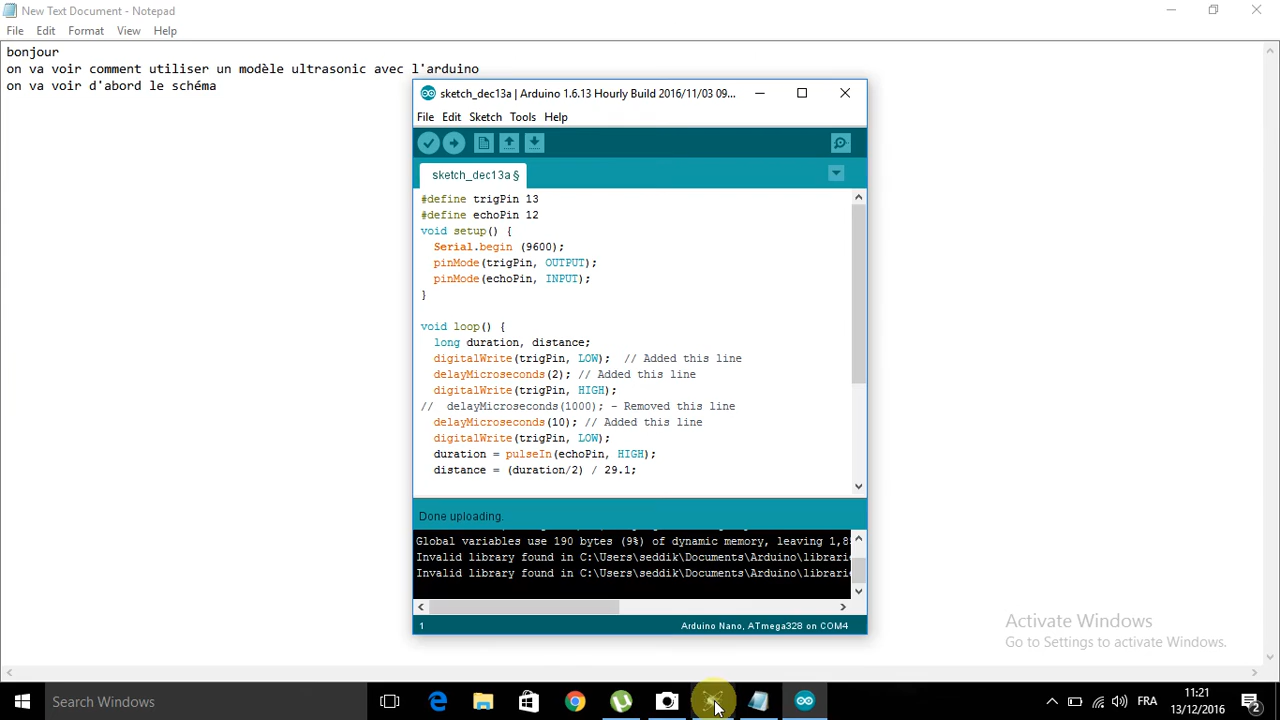 New Text Document - Notepad
File Edit Format View Help
bonjour
on va voir comment utiliser un modèle ultrasonic avec l'arduino
on va voir d'abord le schéma
sketch_dec13a | Arduino 1.6.13 Hourly Build 2016/11/03 09...
File Edit Sketch Tools Help
sketch_dec13a §
#define trigPin 13
#define echoPin 12
void setup() {
  Serial.begin (9600);
  pinMode(trigPin, OUTPUT);
  pinMode(echoPin, INPUT);
}
void loop() {
  long duration, distance;
  digitalWrite(trigPin, LOW);  // Added this line
  delayMicroseconds(2); // Added this line
  digitalWrite(trigPin, HIGH);
//  delayMicroseconds(1000); - Removed this line
  delayMicroseconds(10); // Added this line
  digitalWrite(trigPin, LOW);
  duration = pulseIn(echoPin, HIGH);
  distance = (duration/2) / 29.1;
Done uploading.
Global variables use 190 bytes (9%) of dynamic memory, leaving 1,8
Invalid library found in C:\Users\seddik\Documents\Arduino\librari
Invalid library found in C:\Users\seddik\Documents\Arduino\librari
1 Arduino Nano, ATmega328 on COM4
Activate Windows
Go to Settings to activate Windows.
Search Windows
FRA
11:21
13/12/2016